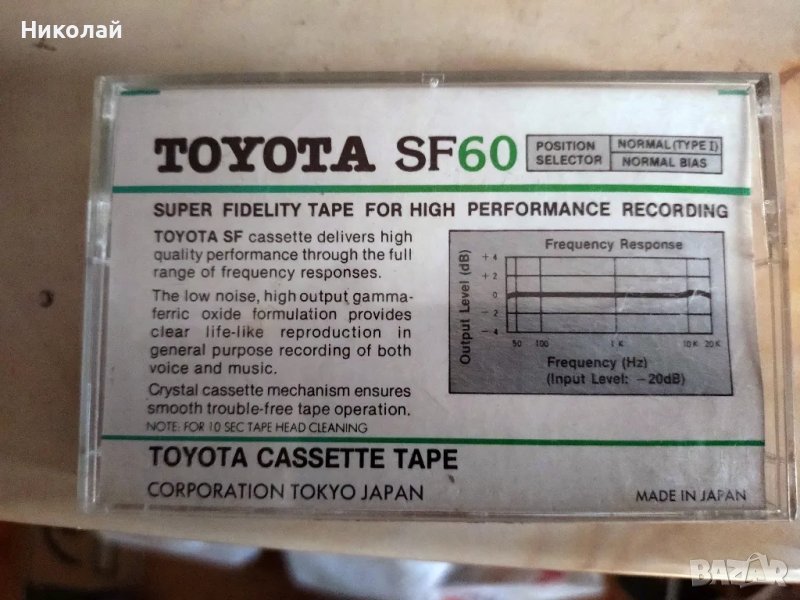 Николай
TOYOTA SF60
POSITION SELECTOR
NORMAL (TYPE I)
NORMAL BIAS
SUPER FIDELITY TAPE FOR HIGH PERFORMANCE RECORDING
TOYOTA SF cassette delivers high
quality performance through the full
range of frequency responses.
The low noise, high output gamma-
ferric oxide formulation provides
clear life-like reproduction in
general purpose recording of both
voice and music.
Crystal cassette mechanism ensures
smooth trouble-free tape operation.
NOTE: FOR 10 SEC TAPE HEAD CLEANING
Frequency Response
Output Level (dB)
+4
+2
0
-2
-4
50 100 1K 10K 20K
Frequency (Hz)
(Input Level: -20dB)
TOYOTA CASSETTE TAPE
CORPORATION TOKYO JAPAN
MADE IN JAPAN
BAZAR